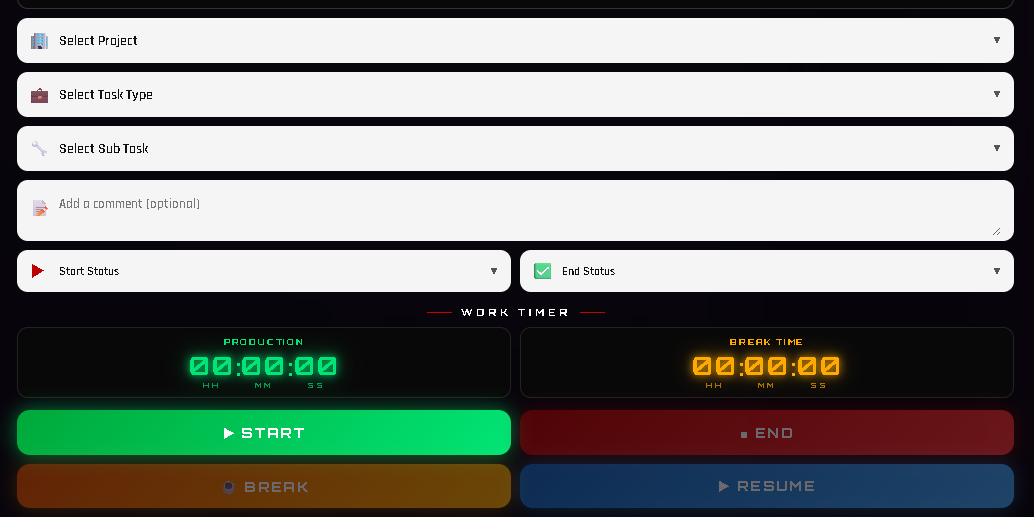 Select Project
Select Task Type
Select Sub Task
Add a comment (optional)
Start Status
End Status
WORK TIMER
PRODUCTION
00:00:00
HH MM SS
BREAK TIME
00:00:00
HH MM SS
START
END
BREAK
RESUME